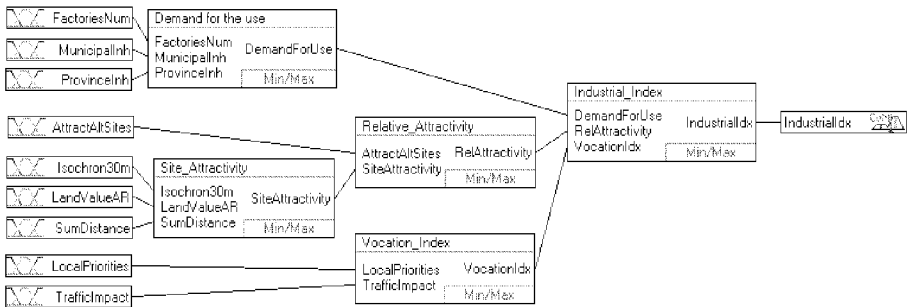 FactoriesNum
MunicipalInh
ProvinceInh
Demand for the use
FactoriesNum
MunicipalInh
ProvinceInh
DemandForUse
Min/Max
AttractAltSites
Isochron30m
LandValueAR
SumDistance
Site_Attractivity
Isochron30m
LandValueAR
SumDistance
SiteAttractivity
Min/Max
Relative_Attractivity
AttractAltSites
SiteAttractivity
RelAttractivity
Min/Max
LocalPriorities
TrafficImpact
Vocation_Index
LocalPriorities
TrafficImpact
VocationIdx
Min/Max
Industrial_Index
DemandForUse
RelAttractivity
VocationIdx
IndustrialIdx
Min/Max
IndustrialIdx